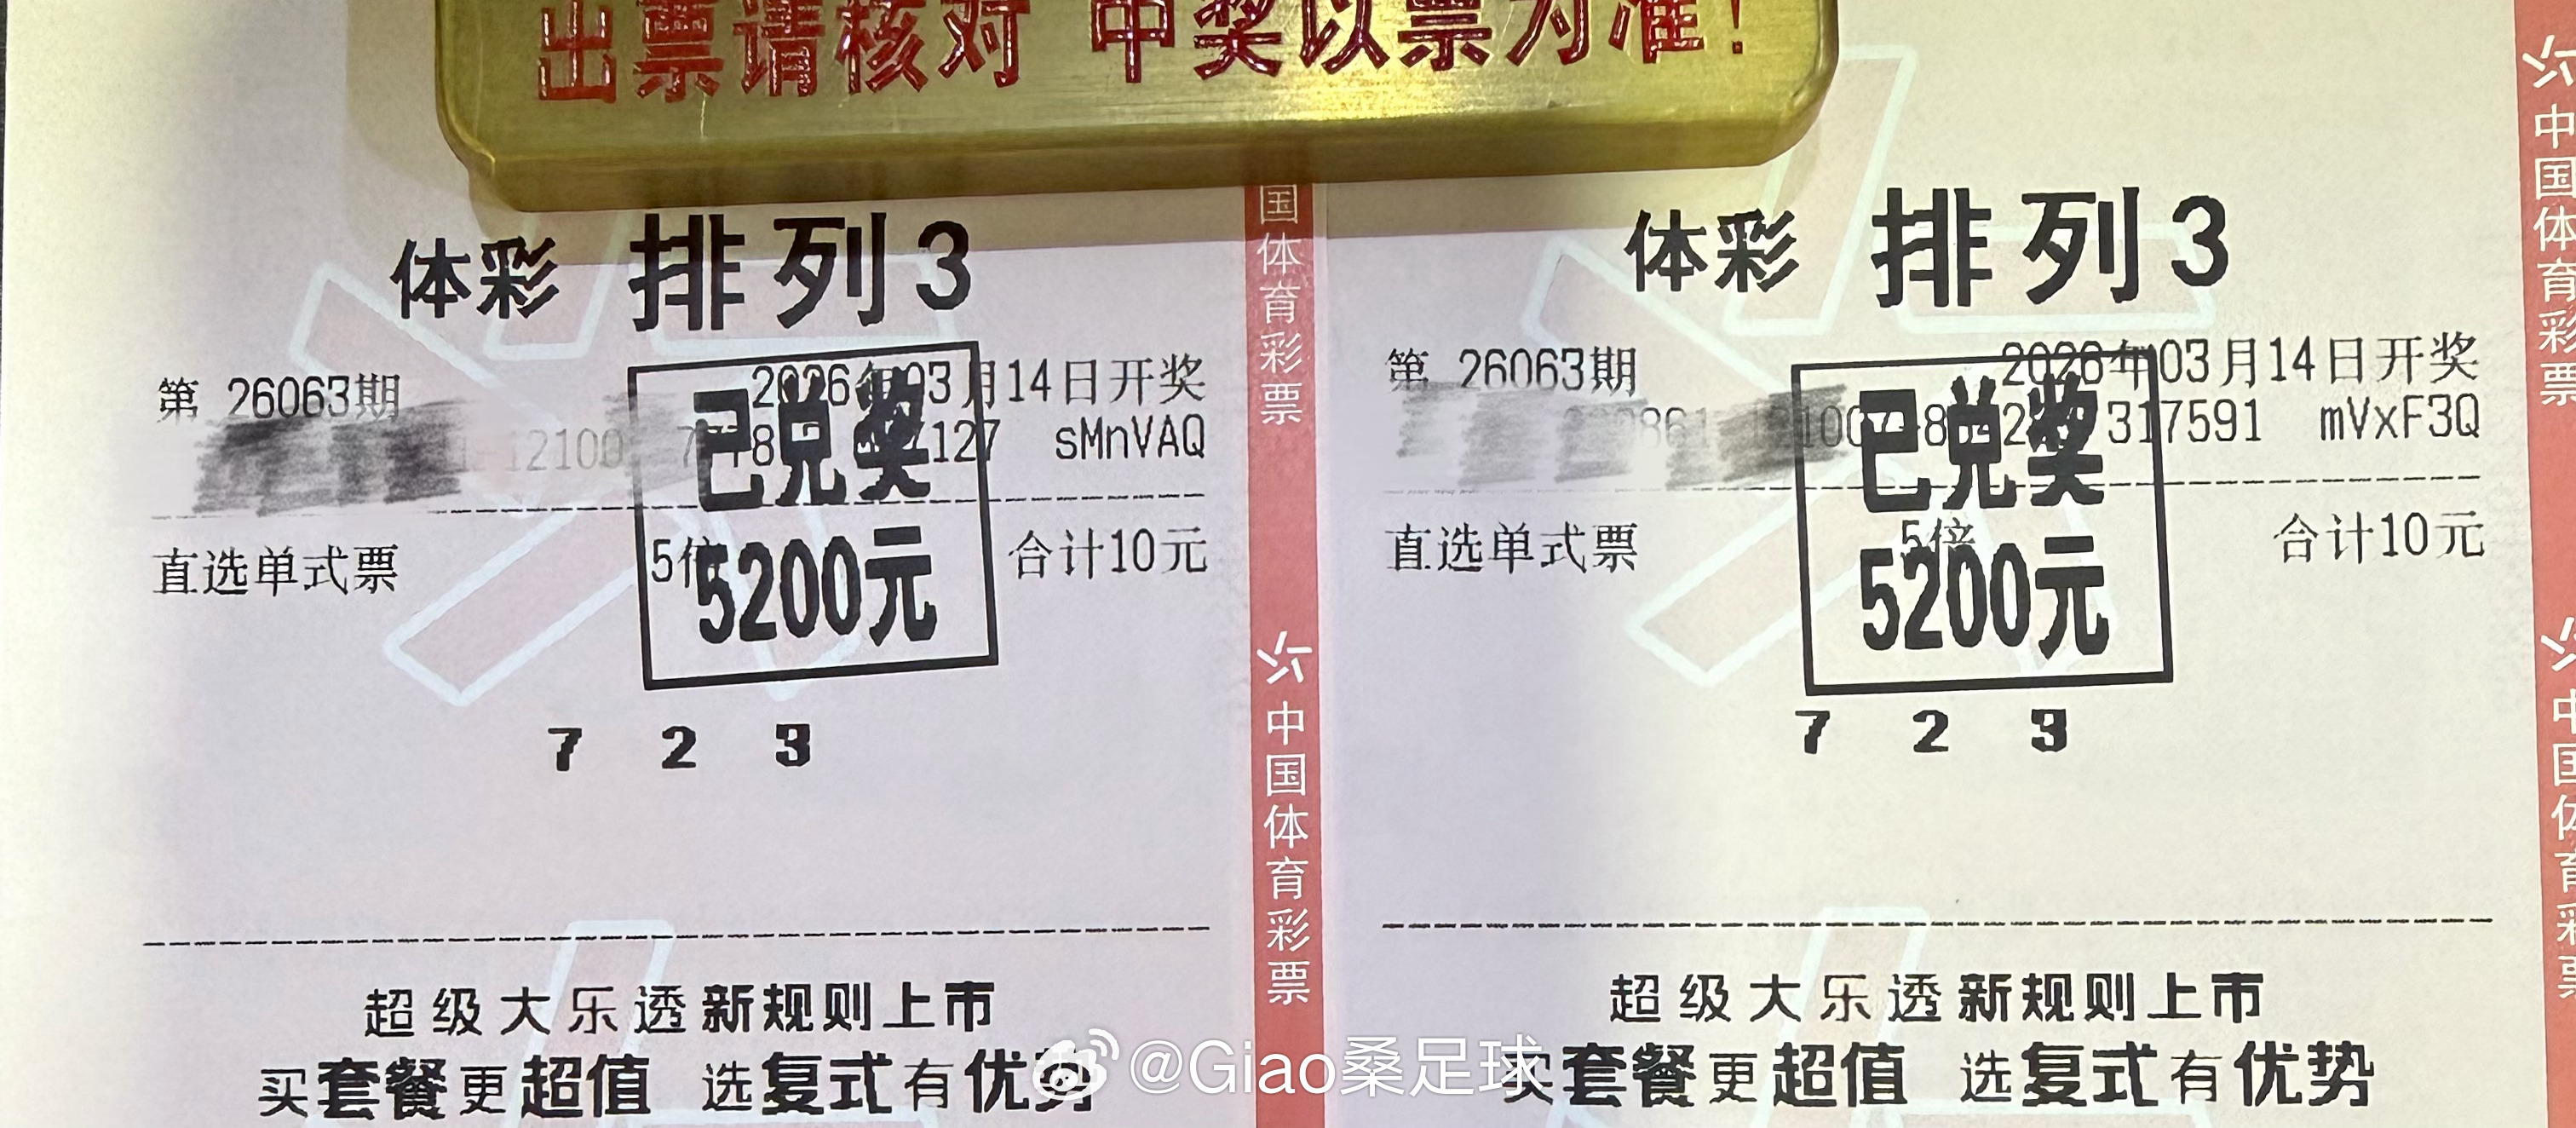 出票请核对 中奖以票为准!
体彩 排列3
第 26063期 2026年03月14日开奖
12100 127 sMnVAQ
已兑奖
5200元
直选单式票 5倍 合计10元
7 2 3
超级大乐透新规则上市
买套餐更超值 选复式有优势
国体育彩票
中国体育彩票
体彩 排列3
第 26063期 2026年03月14日开奖
317591 mVxF3Q
已兑奖
5200元
直选单式票 5倍 合计10元
7 2 3
超级大乐透新规则上市
买套餐更超值 选复式有优势
中国体育彩票
中国体育彩票
@Giao桑足球